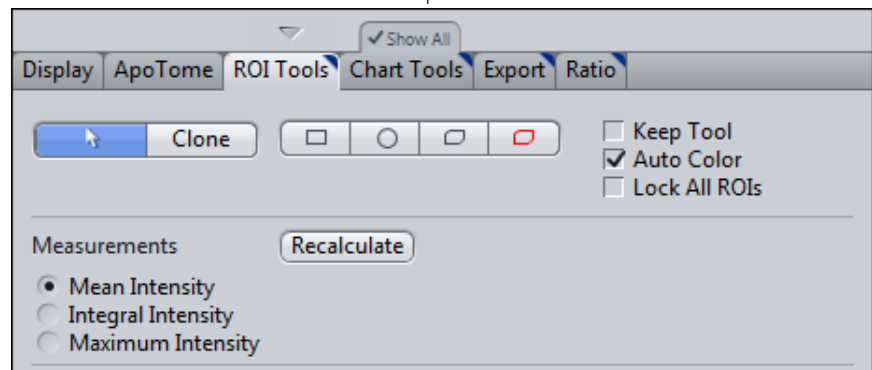 Show All
Display ApoTome ROI Tools Chart Tools Export Ratio
Clone Keep Tool
Auto Color
Lock All ROIs
Measurements Recalculate
Mean Intensity
Integral Intensity
Maximum Intensity